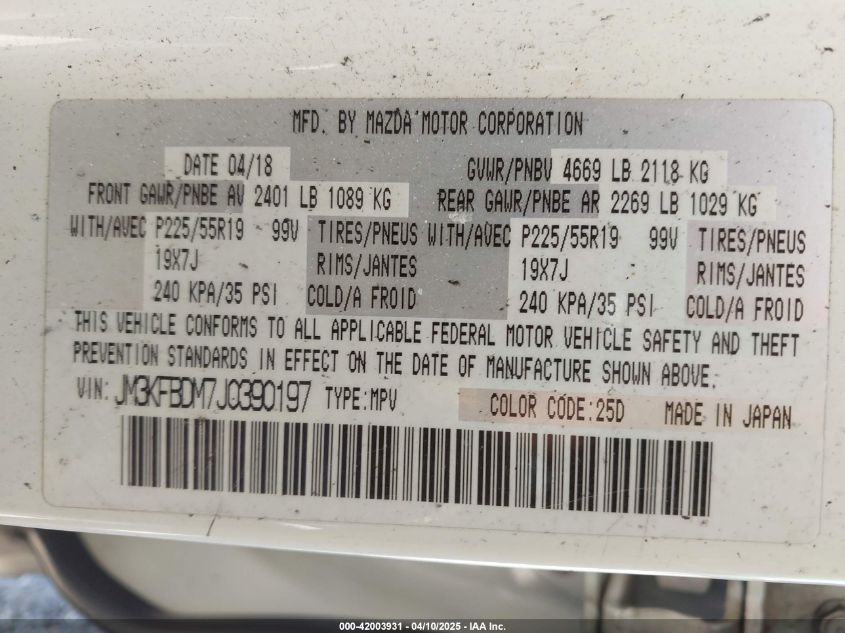 MFD. BY MAZDA MOTOR CORPORATION
DATE 04/18 GVWR/PNBV 4669 LB 2118 KG
FRONT GAWR/PNBE AV 2401 LB 1089 KG REAR GAWR/PNBE AR 2269 LB 1029 KG
WITH/AVEC P225/55R19 99V TIRES/PNEUS WITH/AVEC P225/55R19 99V TIRES/PNEUS
19X7J RIMS/JANTES 19X7J RIMS/JANTES
240 KPA/35 PSI COLD/A FROID 240 KPA/35 PSI COLD/A FROID
THIS VEHICLE CONFORMS TO ALL APPLICABLE FEDERAL MOTOR VEHICLE SAFETY AND THEFT
PREVENTION STANDARDS IN EFFECT ON THE DATE OF MANUFACTURE SHOWN ABOVE.
VIN: JM3KFBDM7J0390197 TYPE:MPV COLOR CODE:25D MADE IN JAPAN
000-42003931 - 04/10/2025 - IAA Inc.